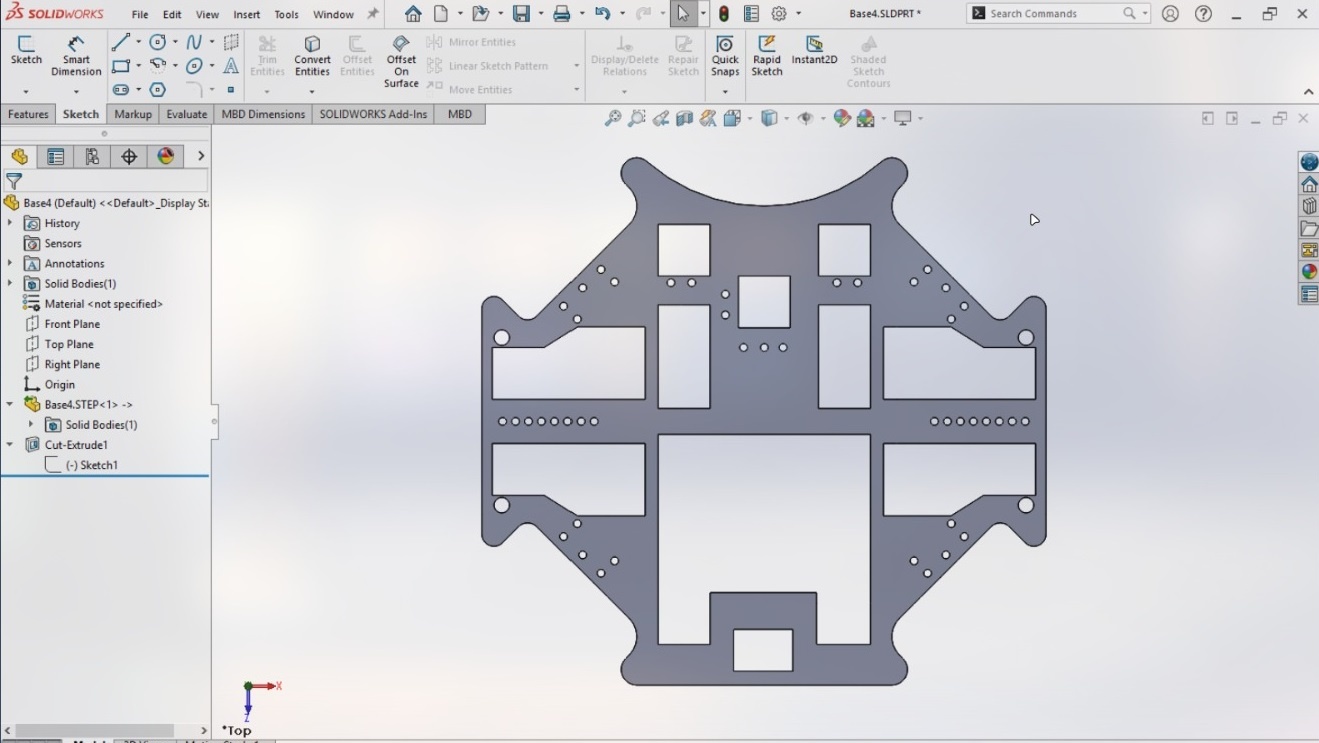 SOLIDWORKS File Edit View Insert Tools Window Base4.SLDPRT * Search Commands
Sketch Smart Dimension Trim Entities Convert Entities Offset Entities Offset On Surface Mirror Entities Linear Sketch Pattern Move Entities Display/Delete Relations Repair Sketch Quick Snaps Rapid Sketch Instant2D Shaded Sketch Contours
Features Sketch Markup Evaluate MBD Dimensions SOLIDWORKS Add-Ins MBD
Base4 (Default) <<Default>_Display St
History
Sensors
Annotations
Solid Bodies(1)
Material <not specified>
Front Plane
Top Plane
Right Plane
Origin
Base4.STEP<1> ->
Solid Bodies(1)
Cut-Extrude1
(-) Sketch1
X
Z
*Top